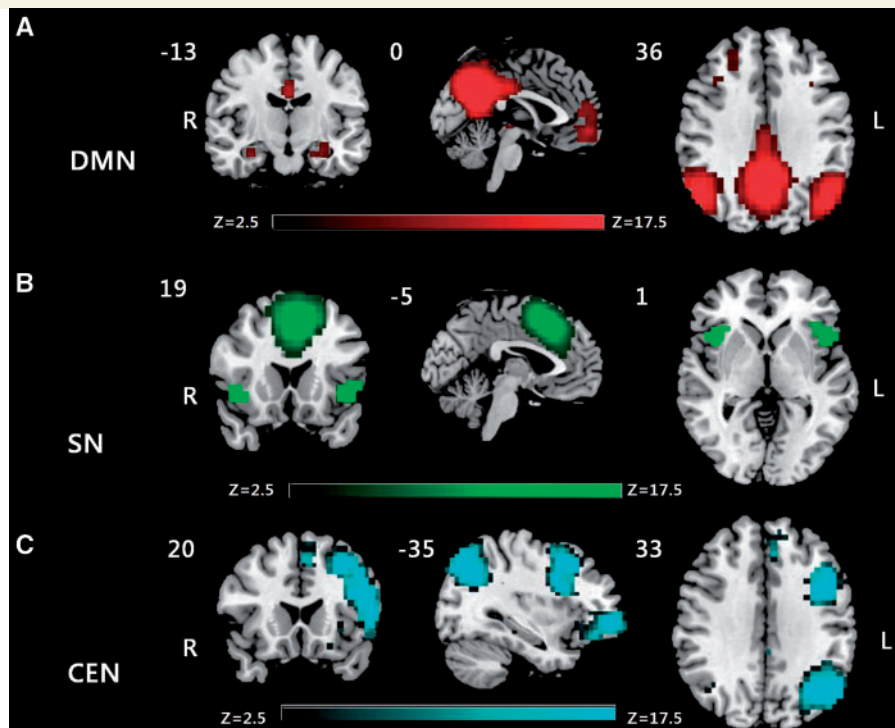 A
-13 0 36
R L
DMN
Z=2.5 Z=17.5
B
19 -5 1
R L
SN
Z=2.5 Z=17.5
C
20 -35 33
R L
CEN
Z=2.5 Z=17.5